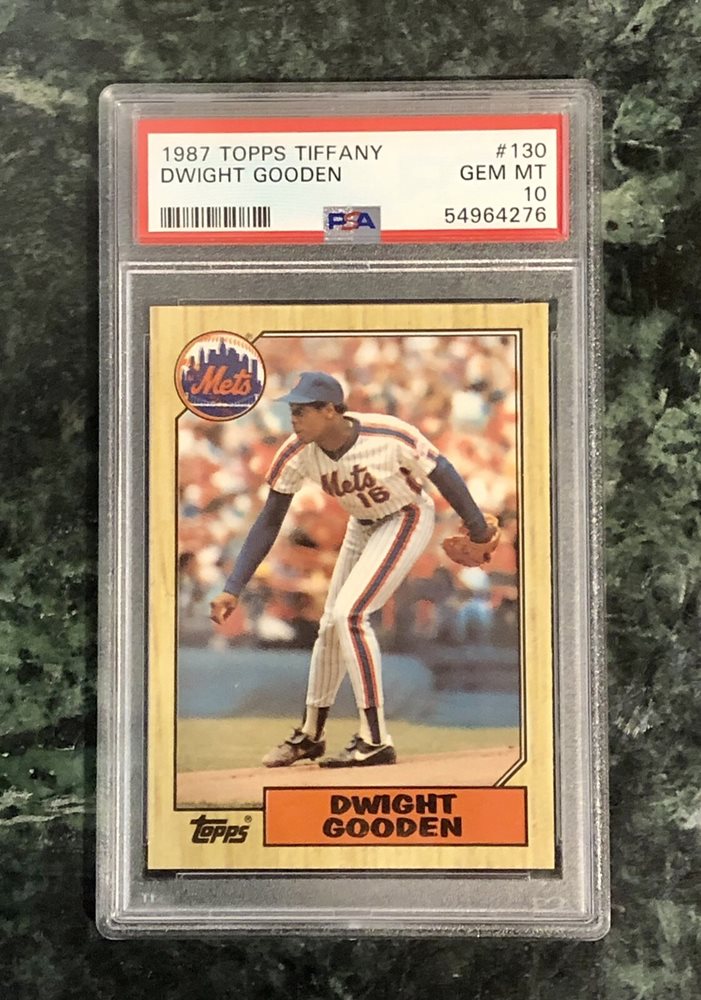 1987 TOPPS TIFFANY #130
DWIGHT GOODEN GEM MT
10
PSA 54964276
Mets
Mets
16
DWIGHT
GOODEN
topps®